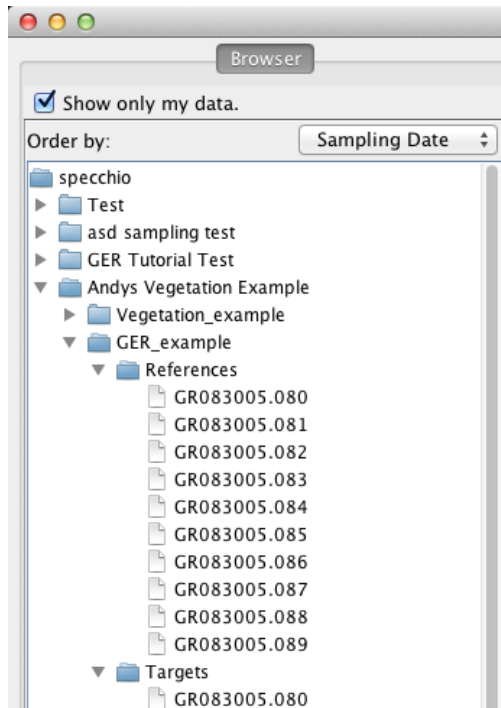 Browser
Show only my data.
Order by: Sampling Date
specchio
Test
asd sampling test
GER Tutorial Test
Andys Vegetation Example
Vegetation_example
GER_example
References
GR083005.080
GR083005.081
GR083005.082
GR083005.083
GR083005.084
GR083005.085
GR083005.086
GR083005.087
GR083005.088
GR083005.089
Targets
GR083005.080